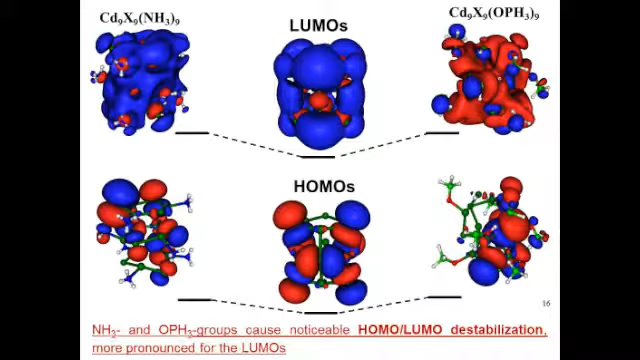 Cd₉X₉(NH₃)₉
LUMOs
Cd₉X₉(OPH₃)₉
HOMOs
16
NH₃- and OPH₃-groups cause noticeable HOMO/LUMO destabilization,
more pronounced for the LUMOs